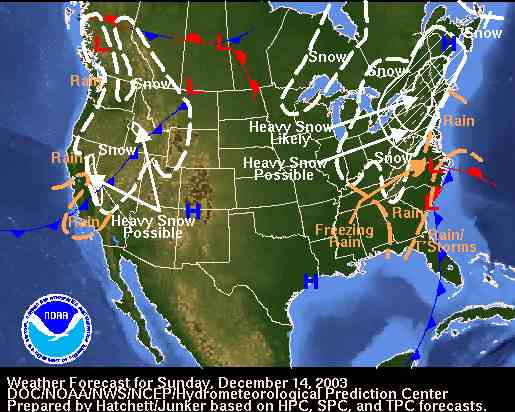 L
Snow
H
Snow
L
L
Rain
Snow
L
Snow
Heavy Snow
Likely
Rain
Snow
Heavy Snow
Possible
Snow
Rain
L
H
Rain
Heavy Snow
Possible
L
Rain
Freezing
Rain
Rain/
T'Storms
H
NOAA
Weather Forecast for Sunday, December 14, 2003
DOC/NOAA/NWS/NCEP/Hydrometeorological Prediction Center
Prepared by Hatchett/Junker based on HPC, SPC, and TPC forecasts.